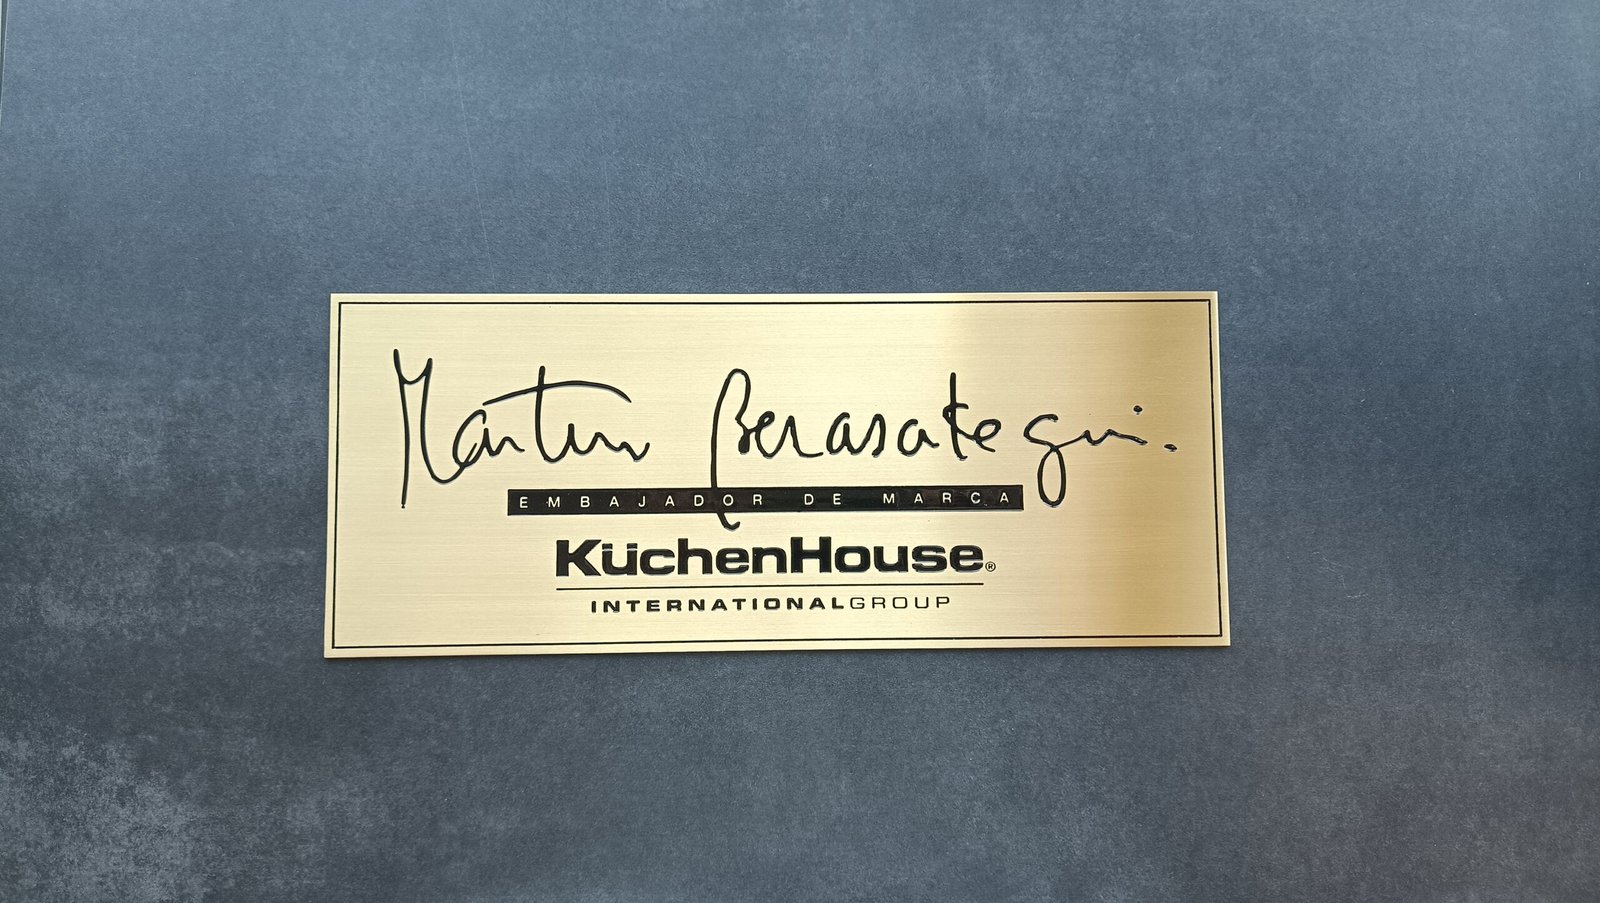 Martin Berasategui.
EMBAJADOR DE MARCA
KüchenHouse®
INTERNATIONALGROUP